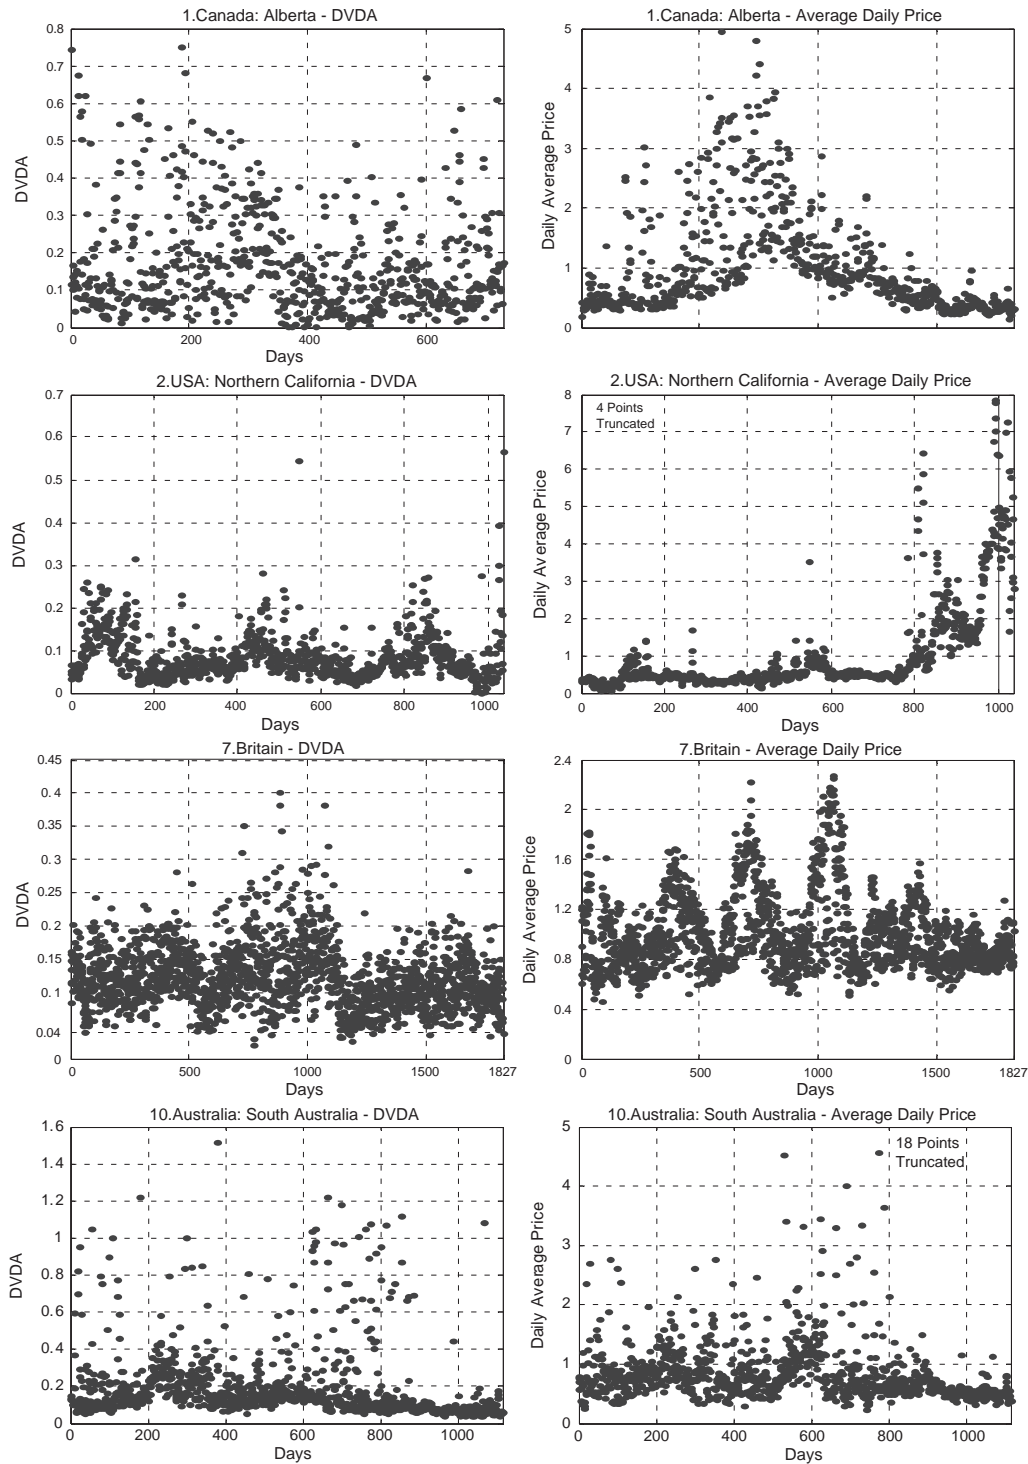 1.Canada: Alberta - DVDA
0.8
0.7
0.6
0.5
0.4
0.3
0.2
0.1
0
DVDA
0 200 400 600
Days
1.Canada: Alberta - Average Daily Price
5
4
3
2
1
0
Daily Average Price
2.USA: Northern California - DVDA
0.7
0.6
0.5
0.4
0.3
0.2
0.1
0
DVDA
0 200 400 600 800 1000
Days
2.USA: Northern California - Average Daily Price
4 Points
Truncated
8
7
6
5
4
3
2
1
0
Daily Average Price
0 200 400 600 800 1000
Days
7.Britain - DVDA
0.45
0.4
0.35
0.3
0.25
0.2
0.15
0.1
0.04
0
DVDA
0 500 1000 1500 1827
Days
7.Britain - Average Daily Price
2.4
2
1.6
1.2
0.8
0.4
0
Daily Average Price
0 500 1000 1500 1827
Days
10.Australia: South Australia - DVDA
1.6
1.4
1.2
1
0.8
0.6
0.4
0.2
0
DVDA
0 200 400 600 800 1000
Days
10.Australia: South Australia - Average Daily Price
18 Points
Truncated
5
4
3
2
1
0
Daily Average Price
0 200 400 600 800 1000
Days